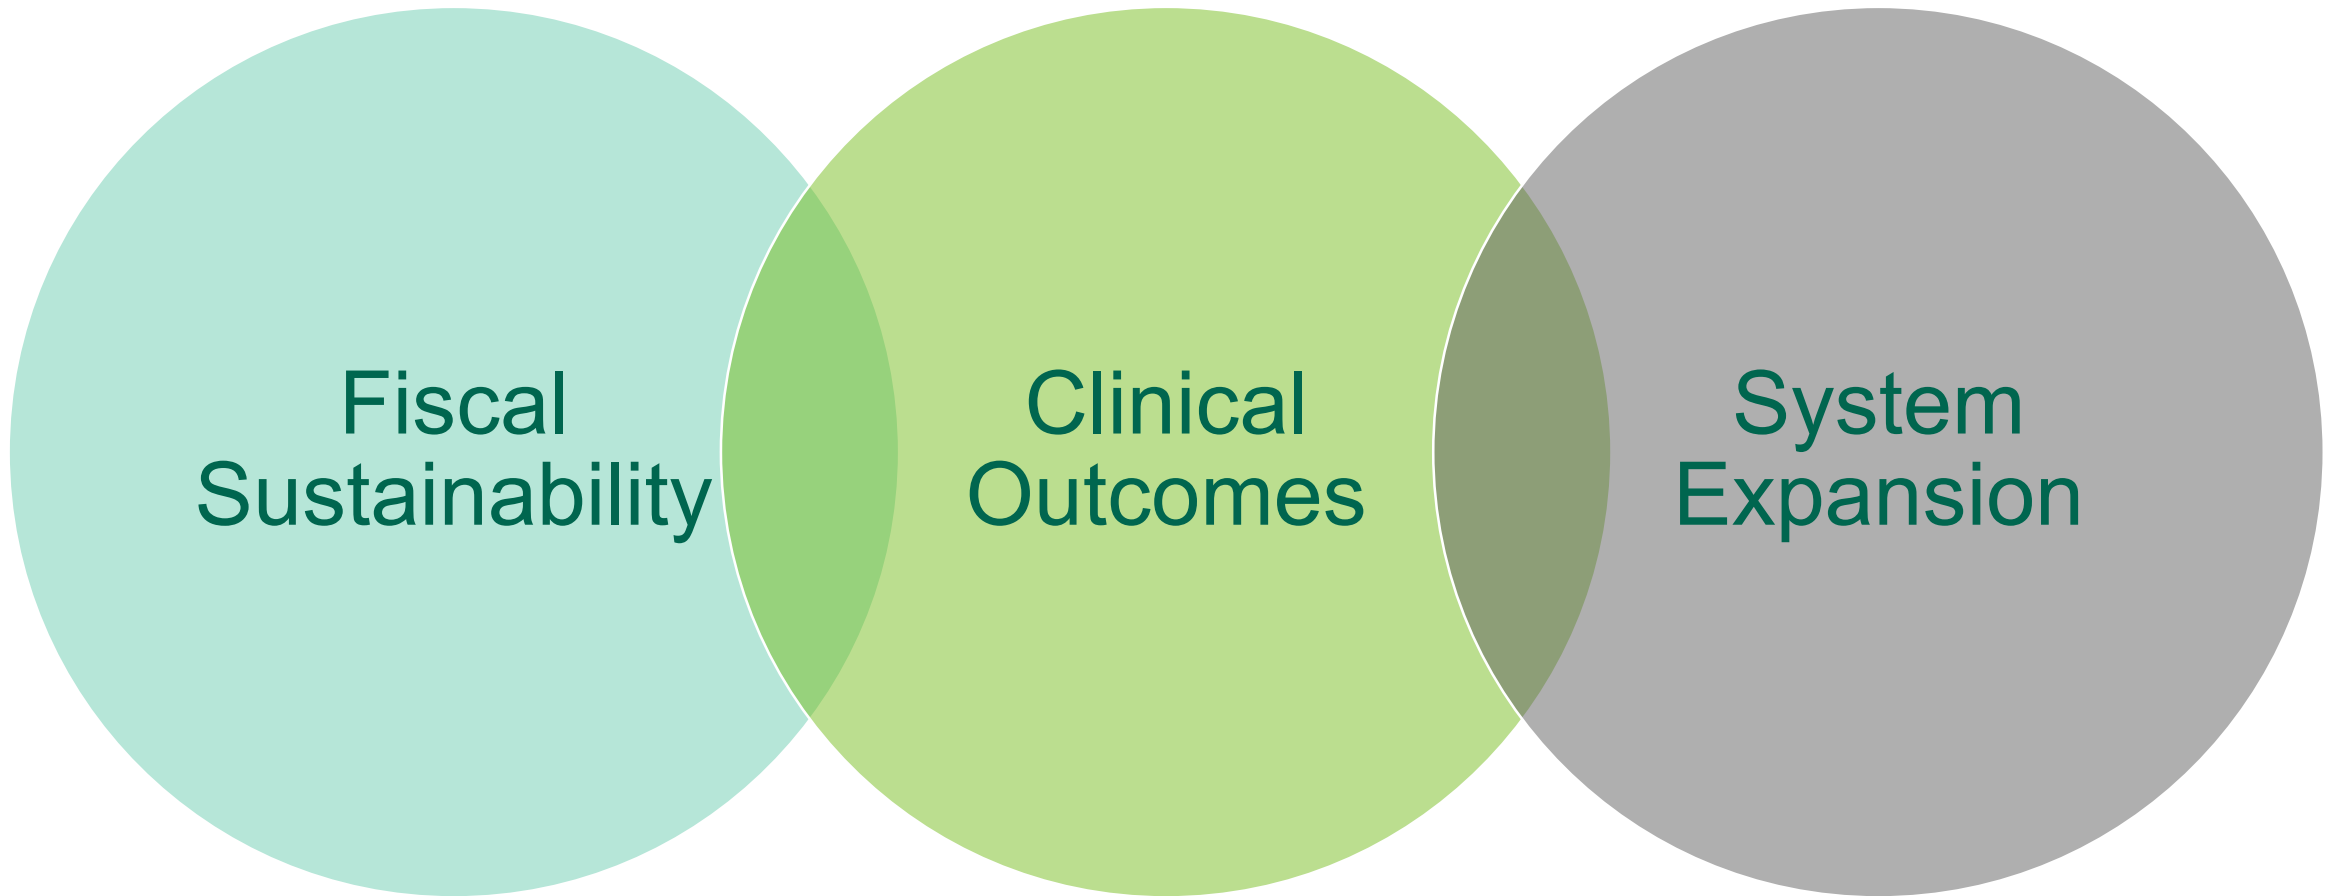 Fiscal
Sustainability
Clinical
Outcomes
System
Expansion